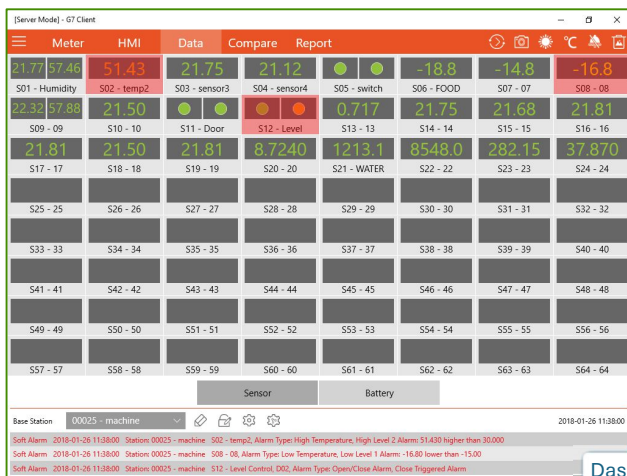 [Server Mode] - G7 Client
Meter HMI Data Compare Report
℃
21.77 57.46 51.43 21.75 21.12 -18.8 -14.8 -16.8
S01 - Humidity S02 - temp2 S03 - sensor3 S04 - sensor4 S05 - switch S06 - FOOD S07 - 07 S08 - 08
22.32 57.88 21.50 0.717 21.75 21.68 21.81
S09 - 09 S10 - 10 S11 - Door S12 - Level S13 - 13 S14 - 14 S15 - 15 S16 - 16
21.81 21.50 21.81 8.7240 1213.1 8548.0 282.15 37.870
S17 - 17 S18 - 18 S19 - 19 S20 - 20 S21 - WATER S22 - 22 S23 - 23 S24 - 24
S25 - 25 S26 - 26 S27 - 27 S28 - 28 S29 - 29 S30 - 30 S31 - 31 S32 - 32
S33 - 33 S34 - 34 S35 - 35 S36 - 36 S37 - 37 S38 - 38 S39 - 39 S40 - 40
S41 - 41 S42 - 42 S43 - 43 S44 - 44 S45 - 45 S46 - 46 S47 - 47 S48 - 48
S49 - 49 S50 - 50 S51 - 51 S52 - 52 S53 - 53 S54 - 54 S55 - 55 S56 - 56
S57 - 57 S58 - 58 S59 - 59 S60 - 60 S61 - 61 S62 - 62 S63 - 63 S64 - 64
Sensor Battery
Base Station 00025 - machine 2018-01-26 11:38:00
Soft Alarm 2018-01-26 11:38:00 Station: 00025 - machine S02 - temp2, Alarm Type: High Temperature, High Level 2 Alarm: 51.430 higher than 30.000
Soft Alarm 2018-01-26 11:38:00 Station: 00025 - machine S08 - 08, Alarm Type: Low Temperature, Low Level 1 Alarm: -16.80 lower than -15.00
Soft Alarm 2018-01-26 11:38:00 Station: 00025 - machine S12 - Level Control, D02, Alarm Type: Open/Close Alarm, Close Triggered Alarm
Das